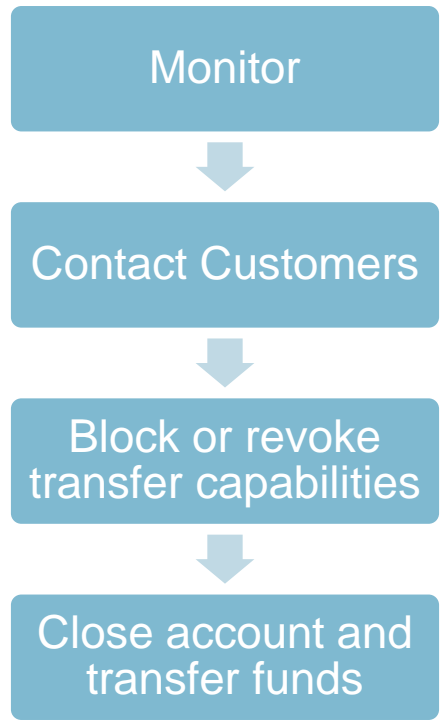 Monitor
Contact Customers
Block or revoke
transfer capabilities
Close account and
transfer funds